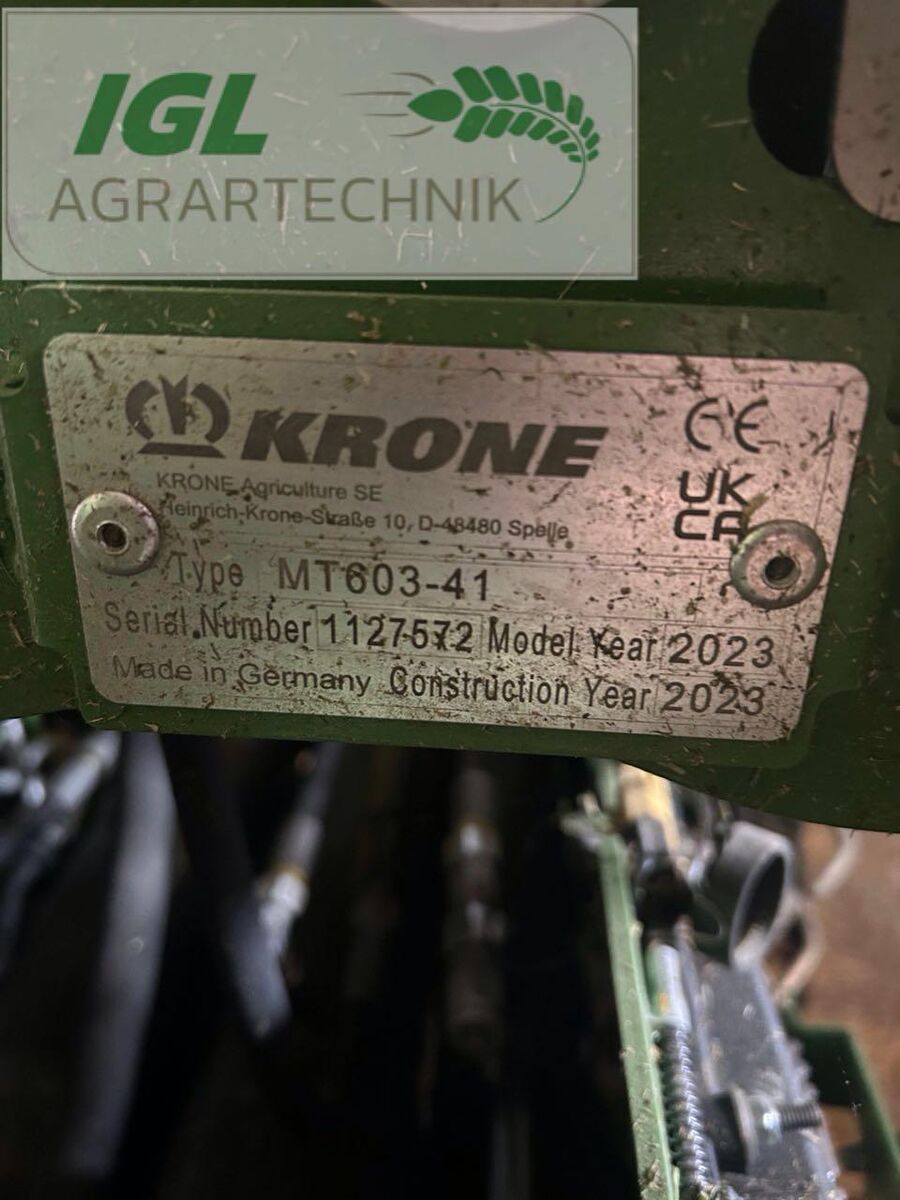 IGL
AGRARTECHNIK
KRONE
CE
KRONE Agriculture SE
Heinrich-Krone-Straße 10, D-48480 Spelle
UK
CA
Type MT603-41
Serial Number 1127572 Model Year 2023
Made in Germany Construction Year 2023